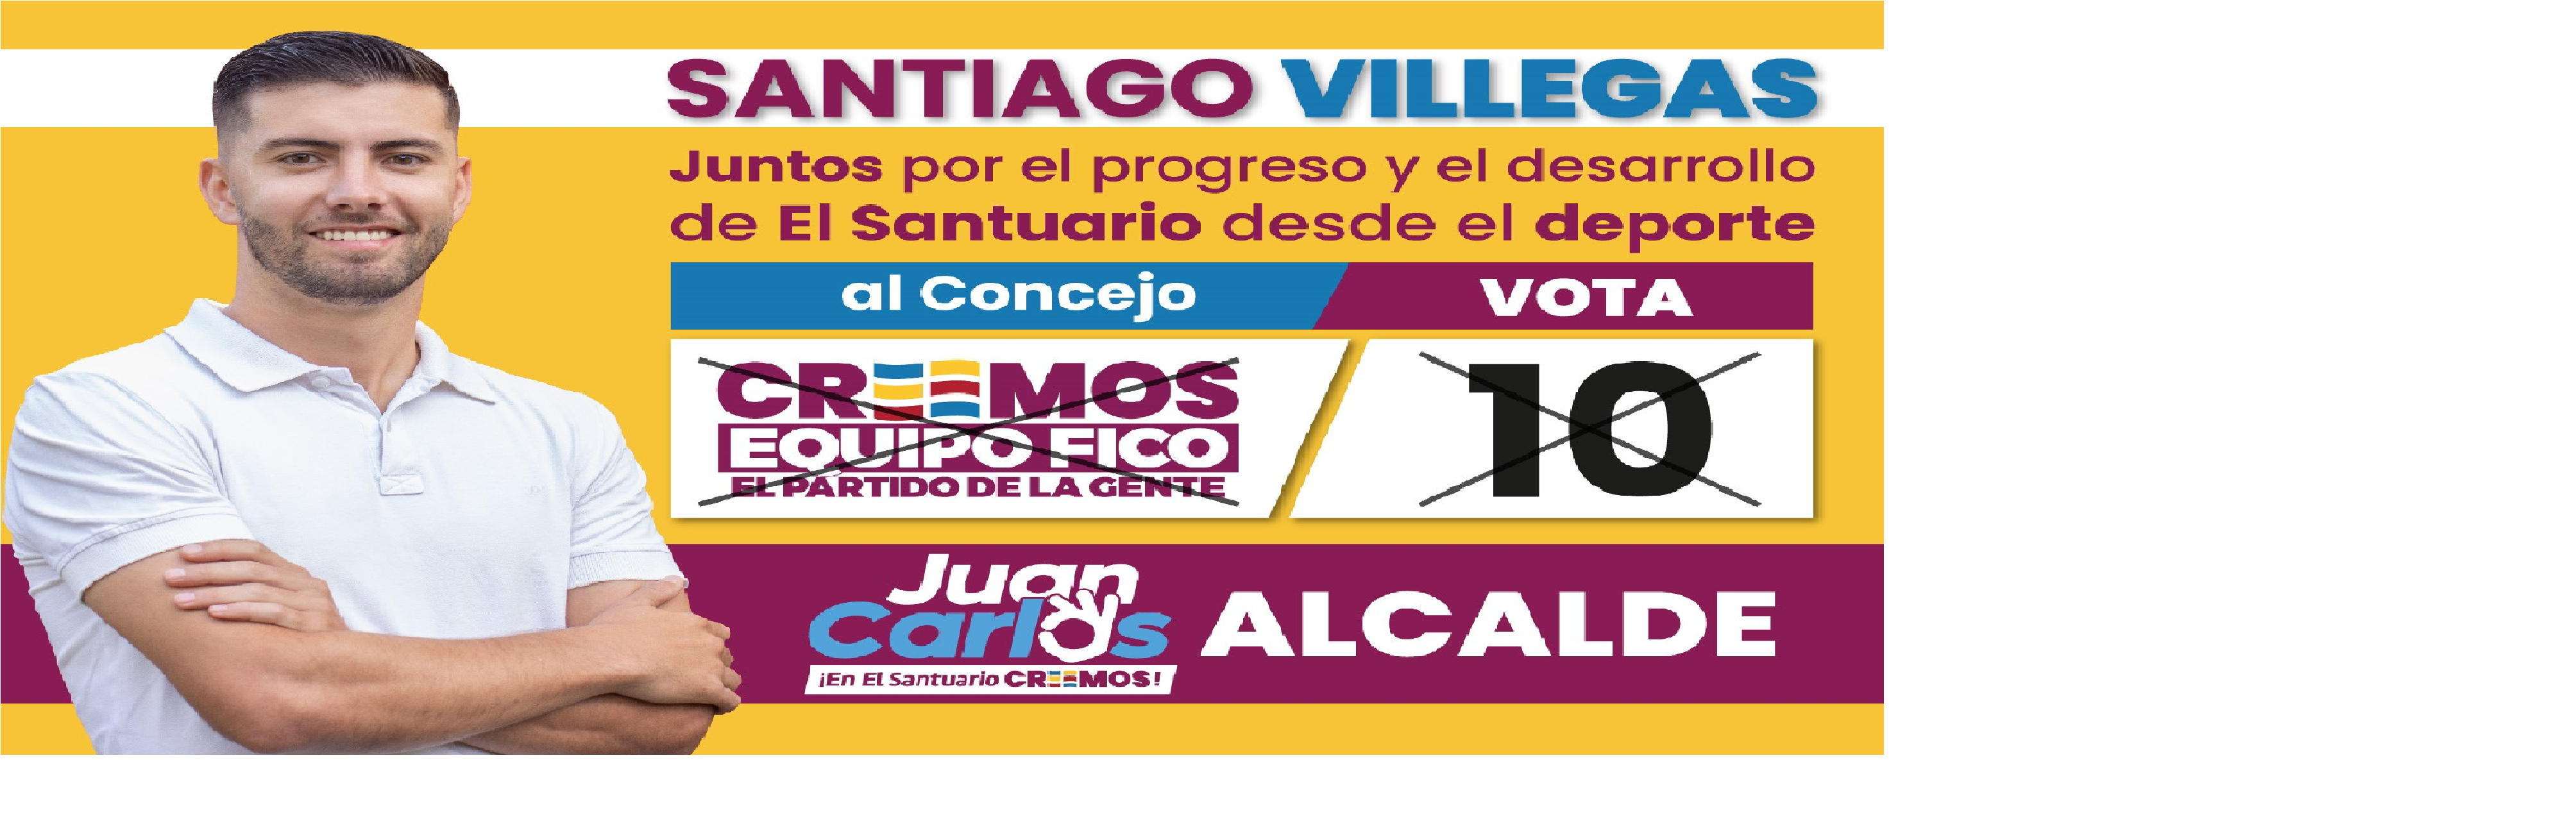 SANTIAGO VILLEGAS
Juntos por el progreso y el desarrollo
de El Santuario desde el deporte
al Concejo
VOTA
CREEMOS
EQUIPO FICO
EL PARTIDO DE LA GENTE
10
Juan
Carlos
ALCALDE
¡En El Santuario CREEMOS!